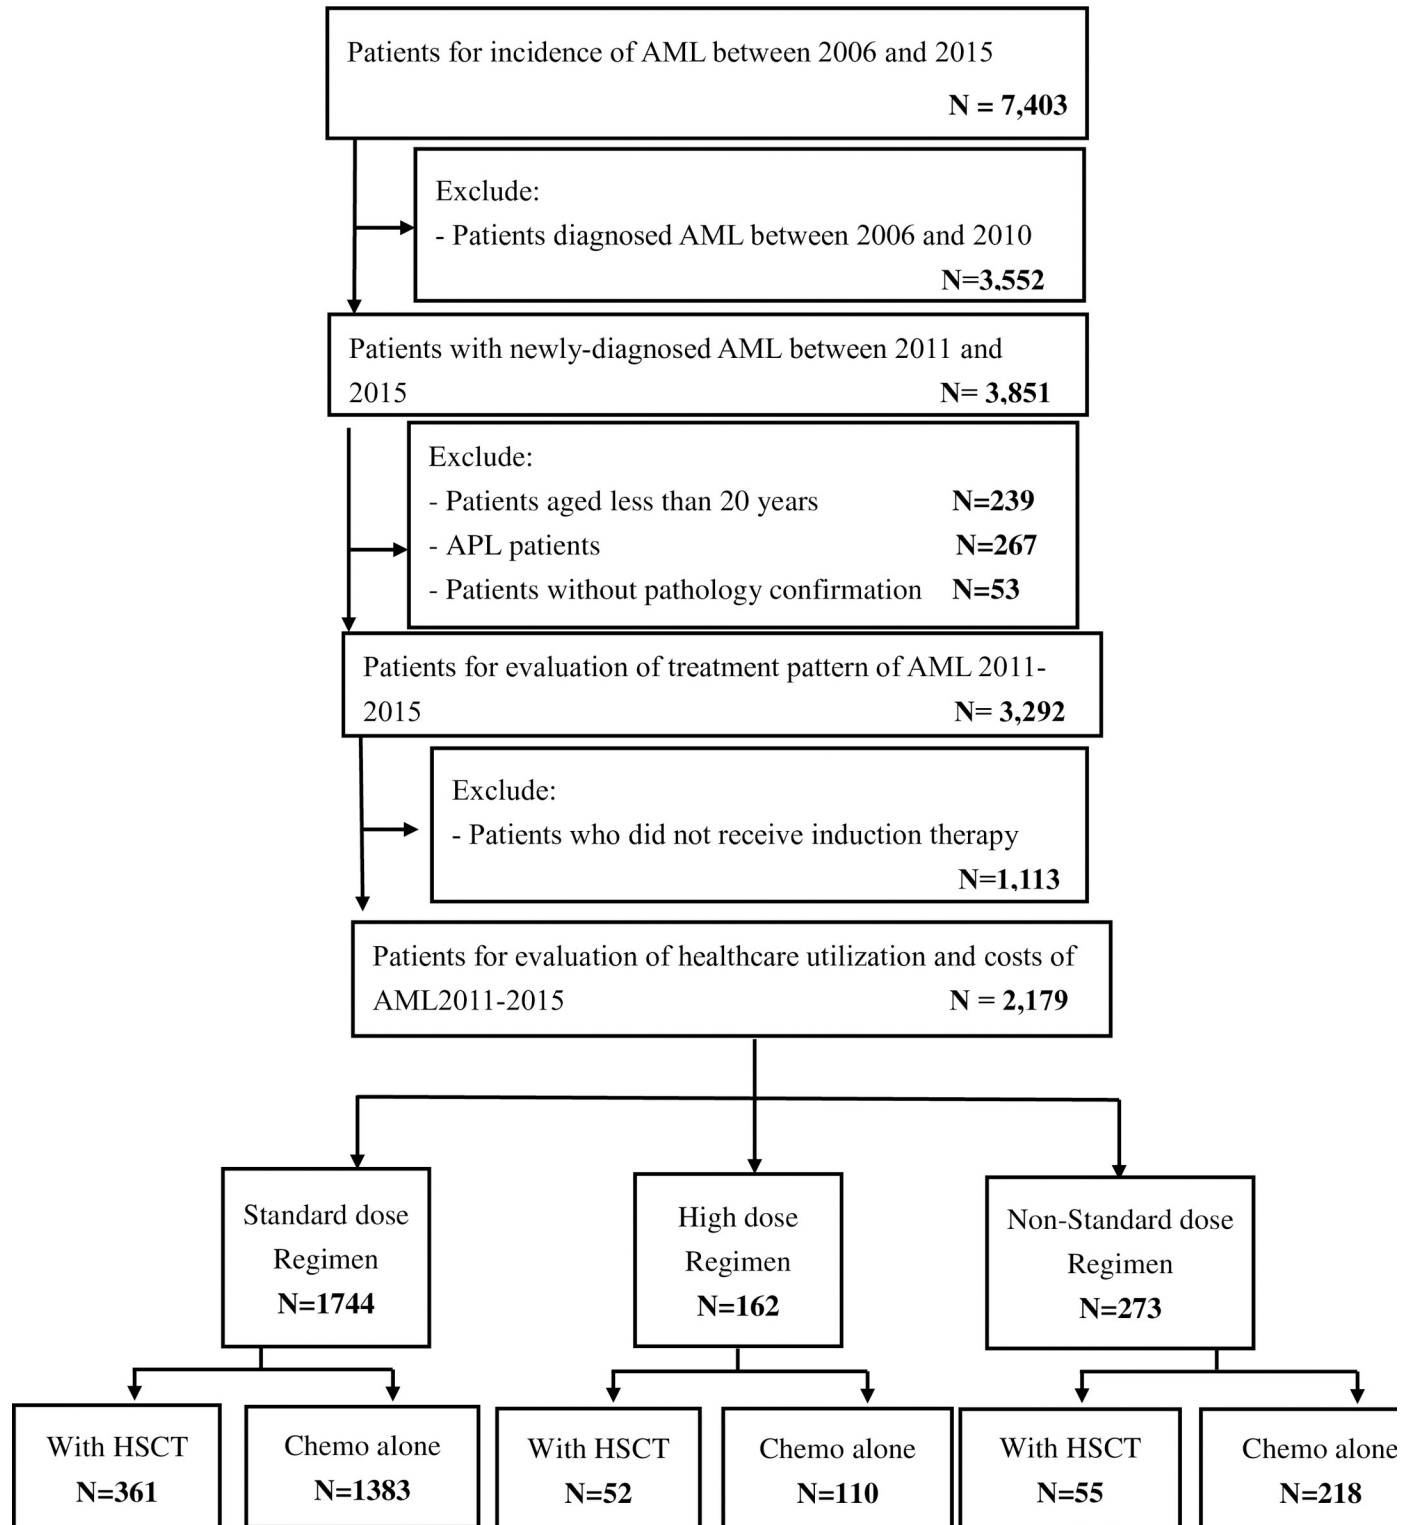 Patients for incidence of AML between 2006 and 2015
N = 7,403
Exclude:
- Patients diagnosed AML between 2006 and 2010
N=3,552
Patients with newly-diagnosed AML between 2011 and
2015 N= 3,851
Exclude:
- Patients aged less than 20 years N=239
- APL patients N=267
- Patients without pathology confirmation N=53
Patients for evaluation of treatment pattern of AML 2011-
2015 N= 3,292
Exclude:
- Patients who did not receive induction therapy
N=1,113
Patients for evaluation of healthcare utilization and costs of
AML2011-2015 N = 2,179
Standard dose
Regimen
N=1744
High dose
Regimen
N=162
Non-Standard dose
Regimen
N=273
With HSCT
N=361
Chemo alone
N=1383
With HSCT
N=52
Chemo alone
N=110
With HSCT
N=55
Chemo alone
N=218